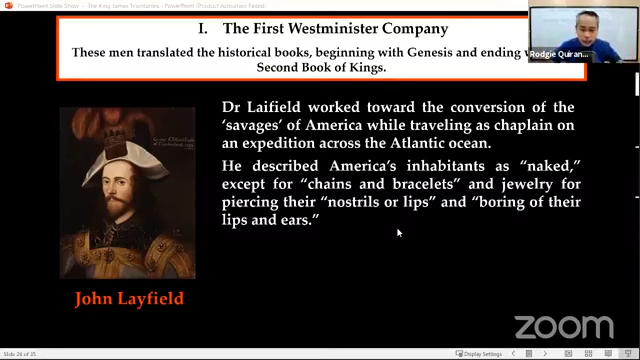 PowerPoint Slide Show - The King James Translators - PowerPoint (Product Activation Failed)
I. The First Westminister Company
These men translated the historical books, beginning with Genesis and ending
Second Book of Kings.
Rodgie Quiran...
Dr Laifield worked toward the conversion of the
'savages' of America while traveling as chaplain on
an expedition across the Atlantic ocean.
He described America's inhabitants as "naked,"
except for "chains and bracelets" and jewelry for
piercing their "nostrils or lips" and "boring of their
lips and ears."
John Layfield
zoom
Slide 26 of 35
Display Settings